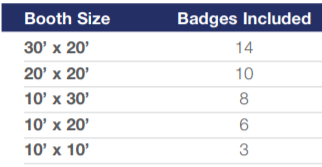 Booth Size Badges Included
30’ x 20’ 14
20’ x 20’ 10
10’ x 30’ 8
10’ x 20’ 6
10’ x 10’ 3